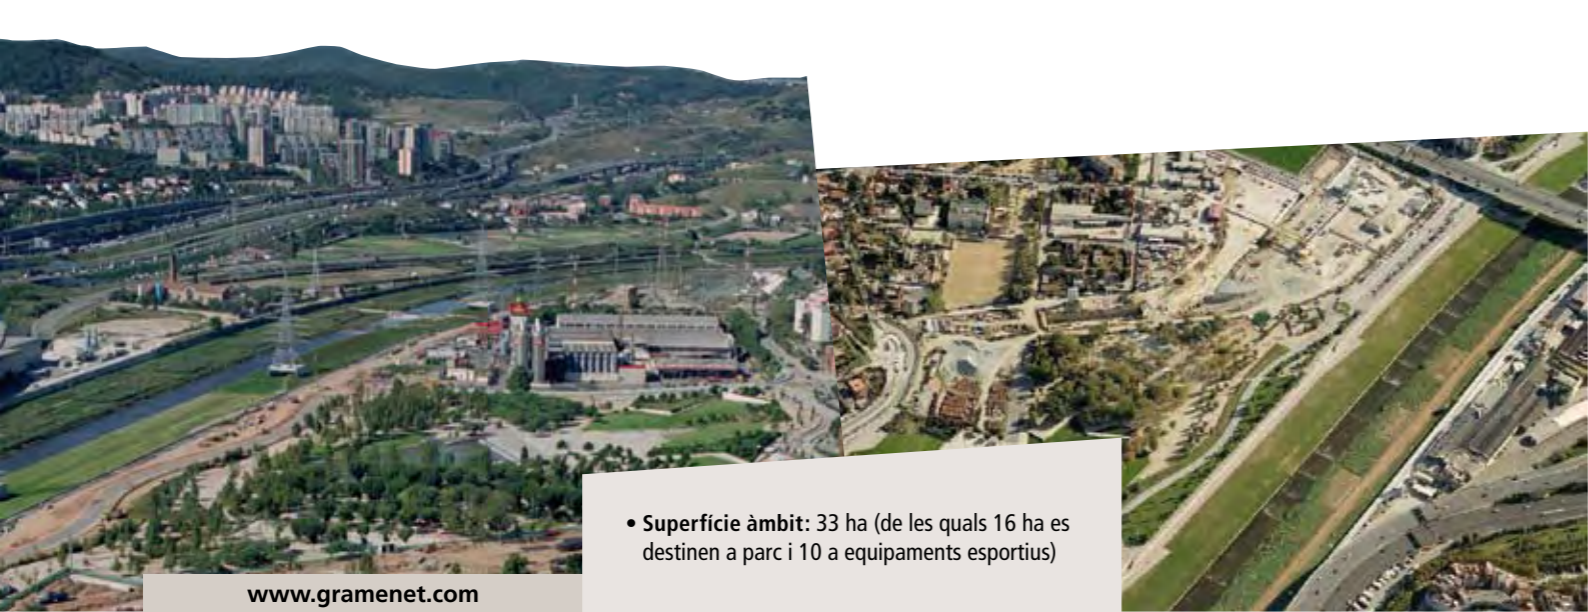 • Superfície àmbit: 33 ha (de les quals 16 ha es
destinen a parc i 10 a equipaments esportius)
www.gramenet.com